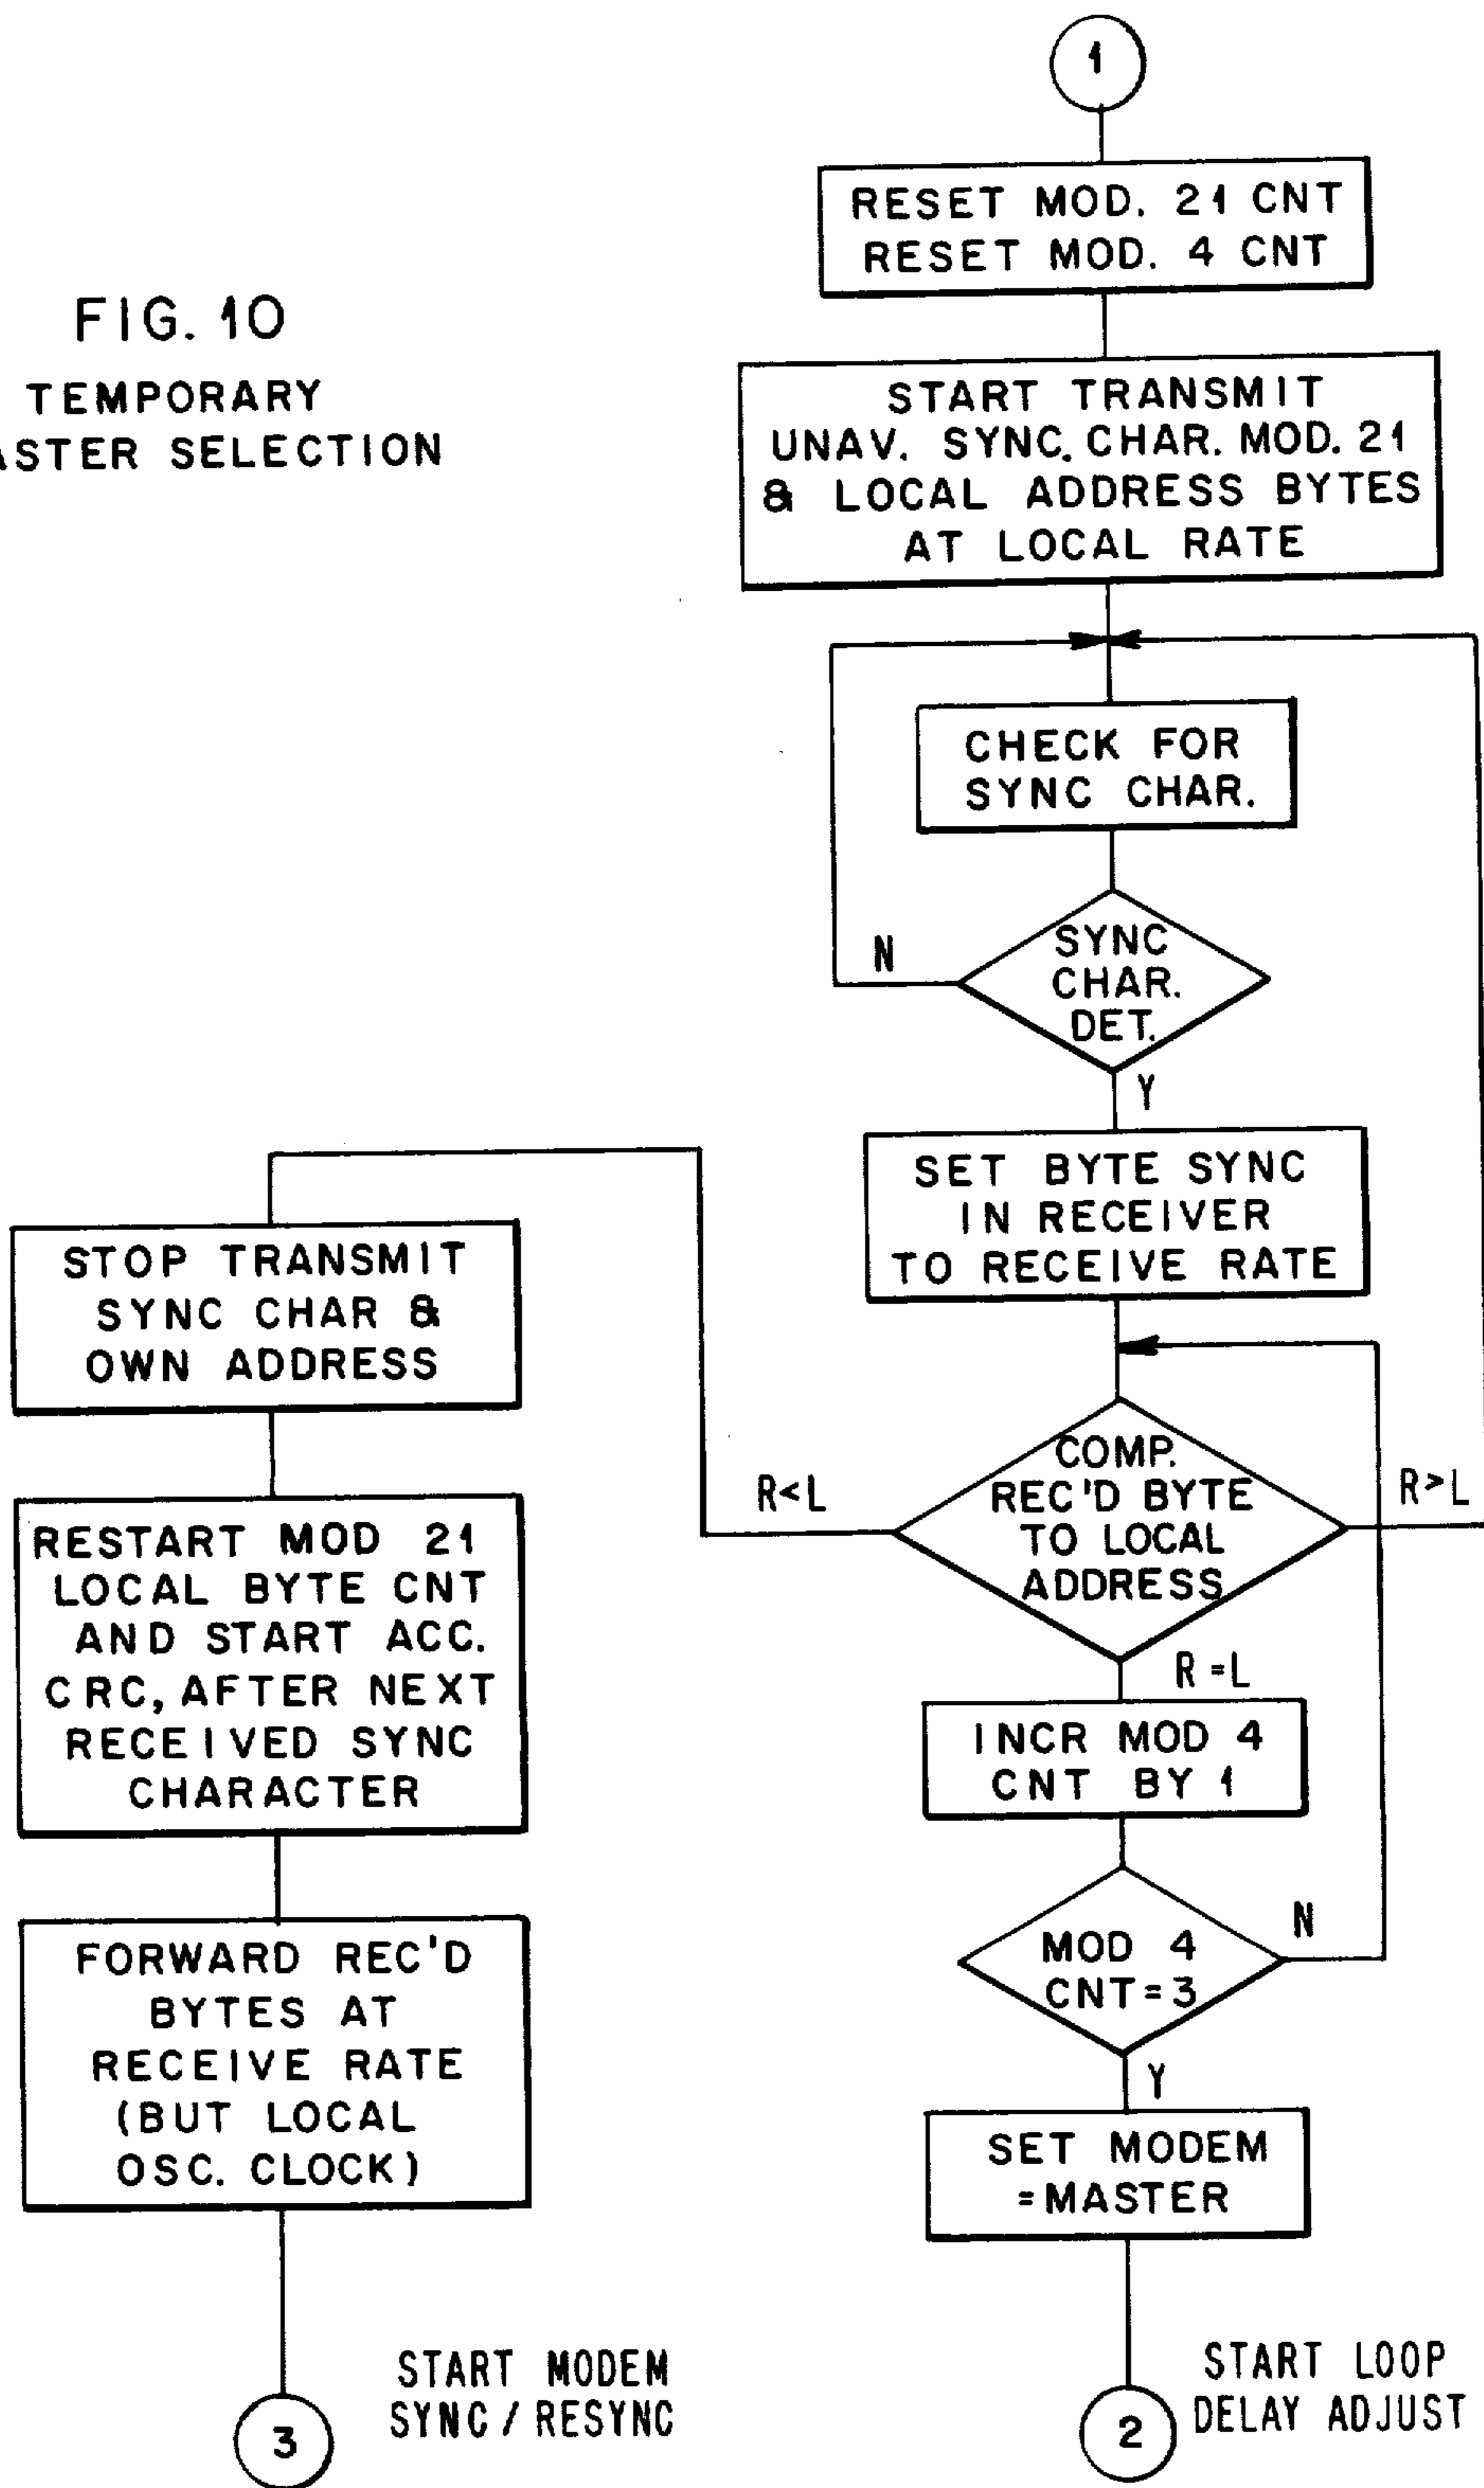 1
RESET MOD. 21 CNT
RESET MOD. 4 CNT
FIG. 10
TEMPORARY
ASTER SELECTION
START TRANSMIT
UNAV. SYNC. CHAR. MOD. 21
& LOCAL ADDRESS BYTES
AT LOCAL RATE
CHECK FOR
SYNC CHAR.
SYNC
CHAR.
DET.
N
Y
SET BYTE SYNC
IN RECEIVER
TO RECEIVE RATE
COMP.
REC'D BYTE
TO LOCAL
ADDRESS
R<L
R>L
R=L
STOP TRANSMIT
SYNC CHAR &
OWN ADDRESS
RESTART MOD 21
LOCAL BYTE CNT
AND START ACC.
CRC, AFTER NEXT
RECEIVED SYNC
CHARACTER
FORWARD REC'D
BYTES AT
RECEIVE RATE
(BUT LOCAL
OSC. CLOCK)
INCR MOD 4
CNT BY 1
MOD 4
CNT=3
N
Y
SET MODEM
=MASTER
START MODEM
SYNC / RESYNC
3
START LOOP
DELAY ADJUST
2